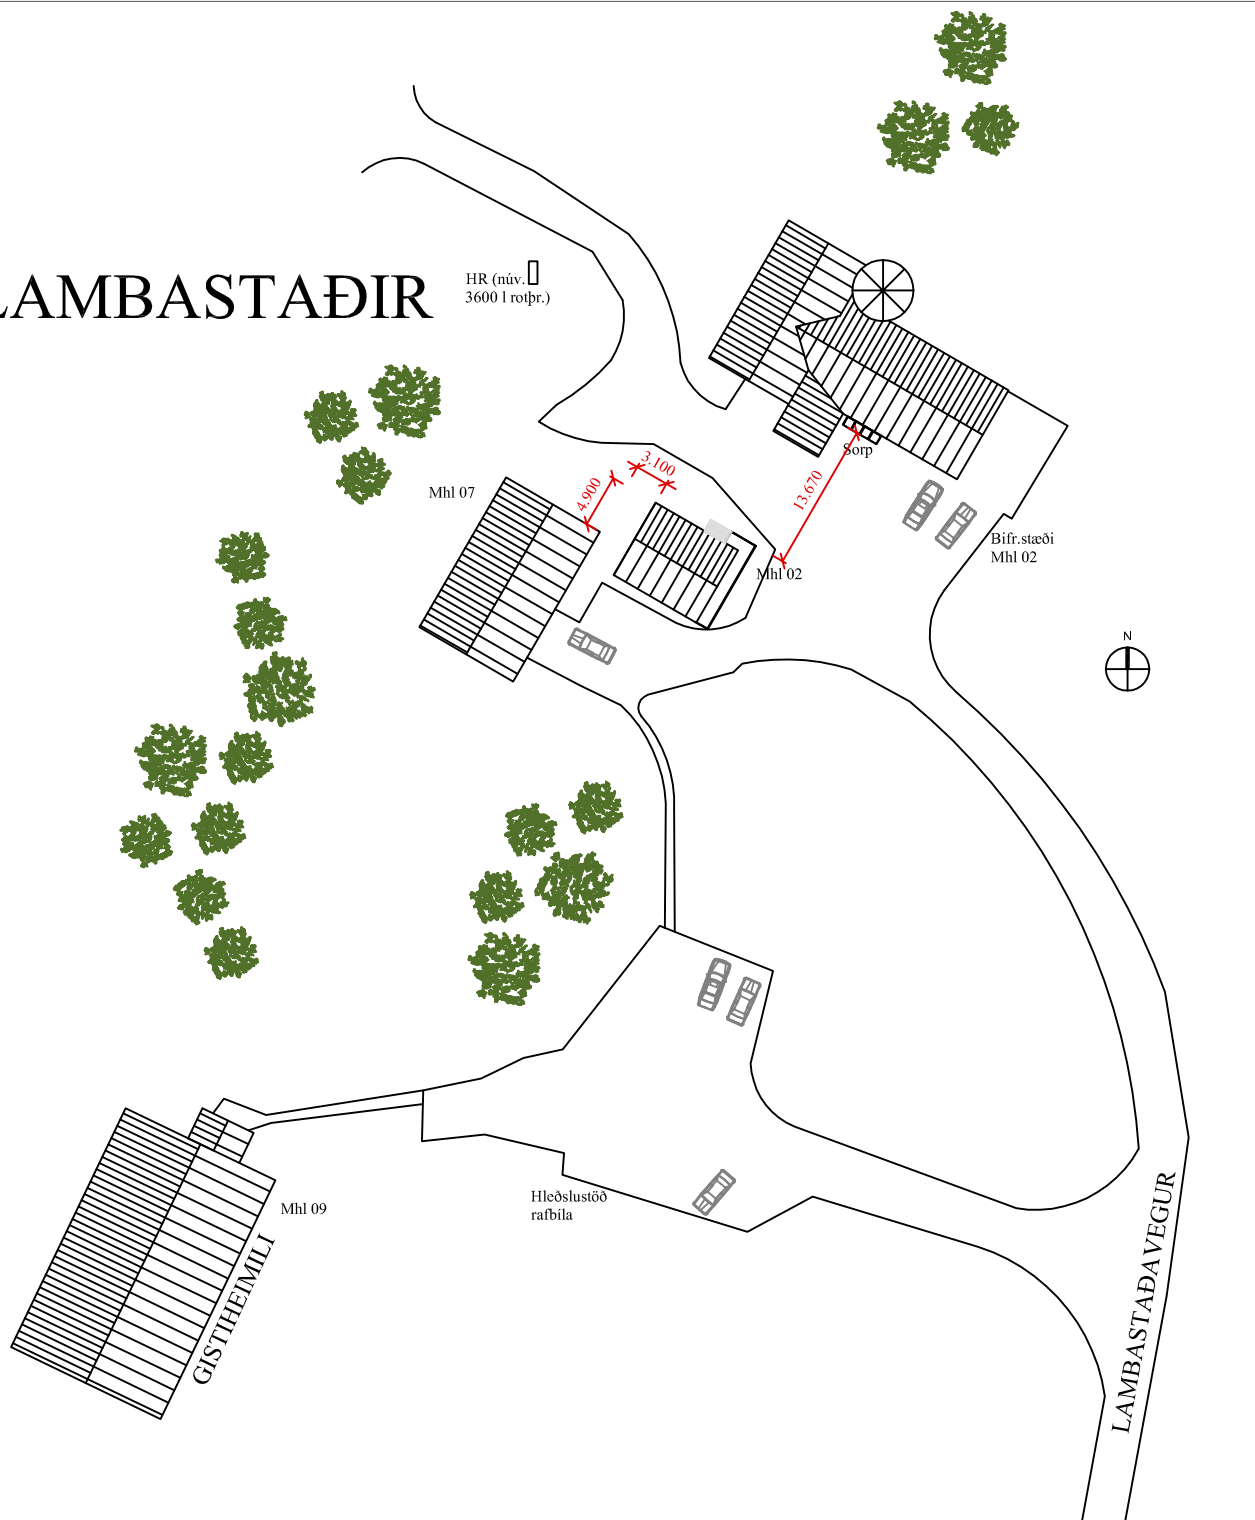 HR (núv.
3600 l rotþr.)
LAMBASTAÐIR
3.100
Sorp
4.900
13.670
Mhl 07
Bifr.stæði
Mhl 02
Mhl 02
N
Hleðslustöð
rafbíla
Mhl 09
GISTIHEIMILI
LAMBASTAÐAVEGUR